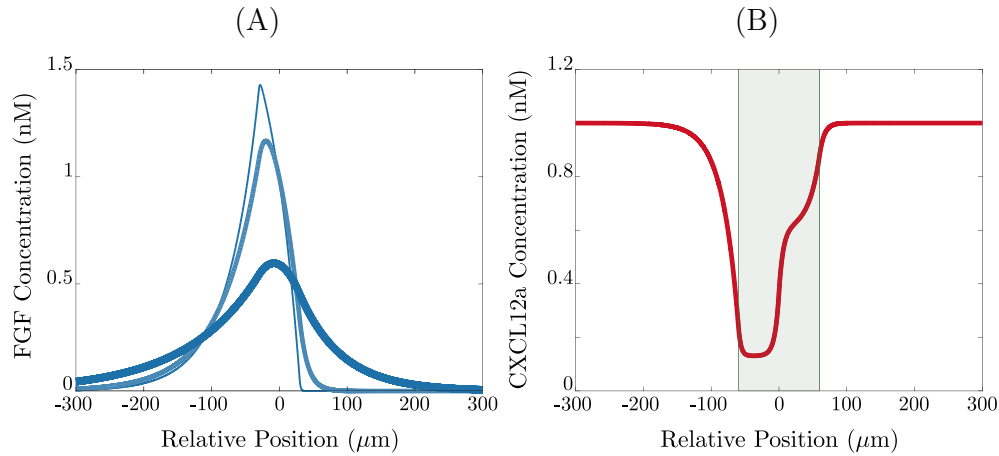 (A)
FGF Concentration (nM)
1.5
1
0.5
0
-300 -200 -100 0 100 200 300
Relative Position (μm)
(B)
CXCL12a Concentration (nM)
1.2
0.8
0.4
0
-300 -200 -100 0 100 200 300
Relative Position (μm)